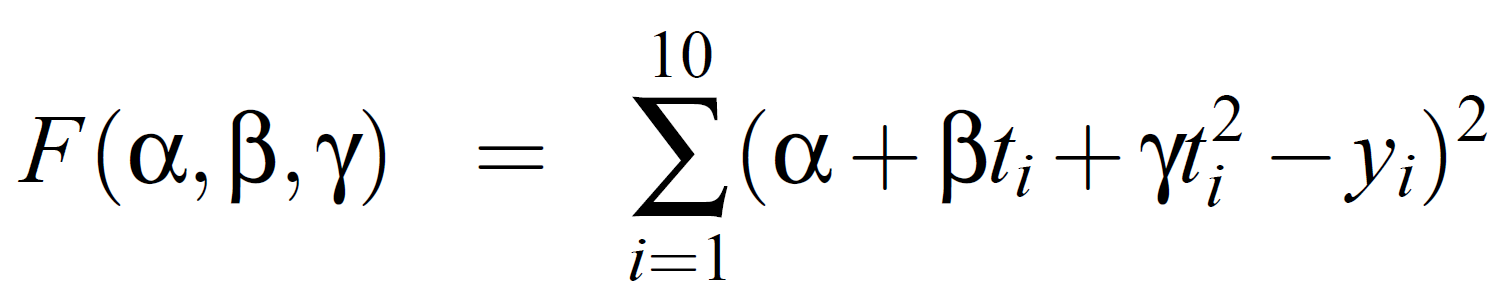 F(α, β, γ) = ∑_{i=1}^{10} (α + βt_i + γt_i^2 − y_i)^2